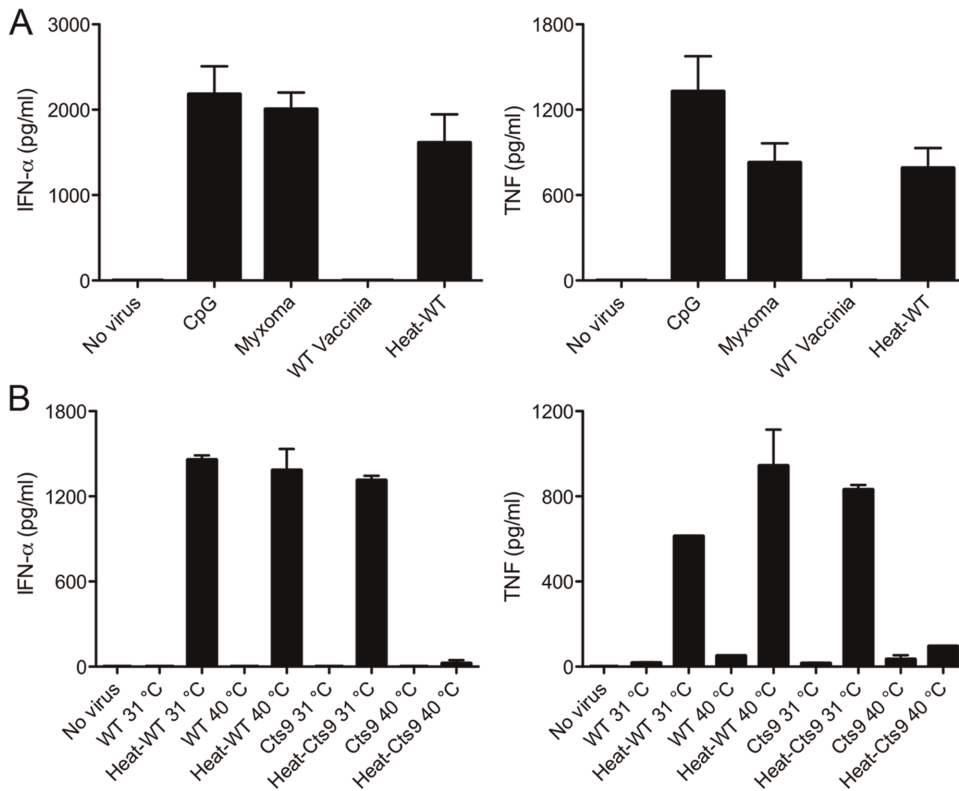 A
IFN-α (pg/ml)
3000
2000
1000
0
No virus
CpG
Myxoma
WT Vaccinia
Heat-WT
TNF (pg/ml)
1800
1200
600
0
No virus
CpG
Myxoma
WT Vaccinia
Heat-WT
B
IFN-α (pg/ml)
1800
1200
600
0
No virus
WT 31 °C
Heat-WT 31 °C
WT 40 °C
Heat-WT 40 °C
Cts9 31 °C
Heat-Cts9 31 °C
Cts9 40 °C
Heat-Cts9 40 °C
TNF (pg/ml)
1200
800
400
0
No virus
WT 31 °C
Heat-WT 31 °C
WT 40 °C
Heat-WT 40 °C
Cts9 31 °C
Heat-Cts9 31 °C
Cts9 40 °C
Heat-Cts9 40 °C